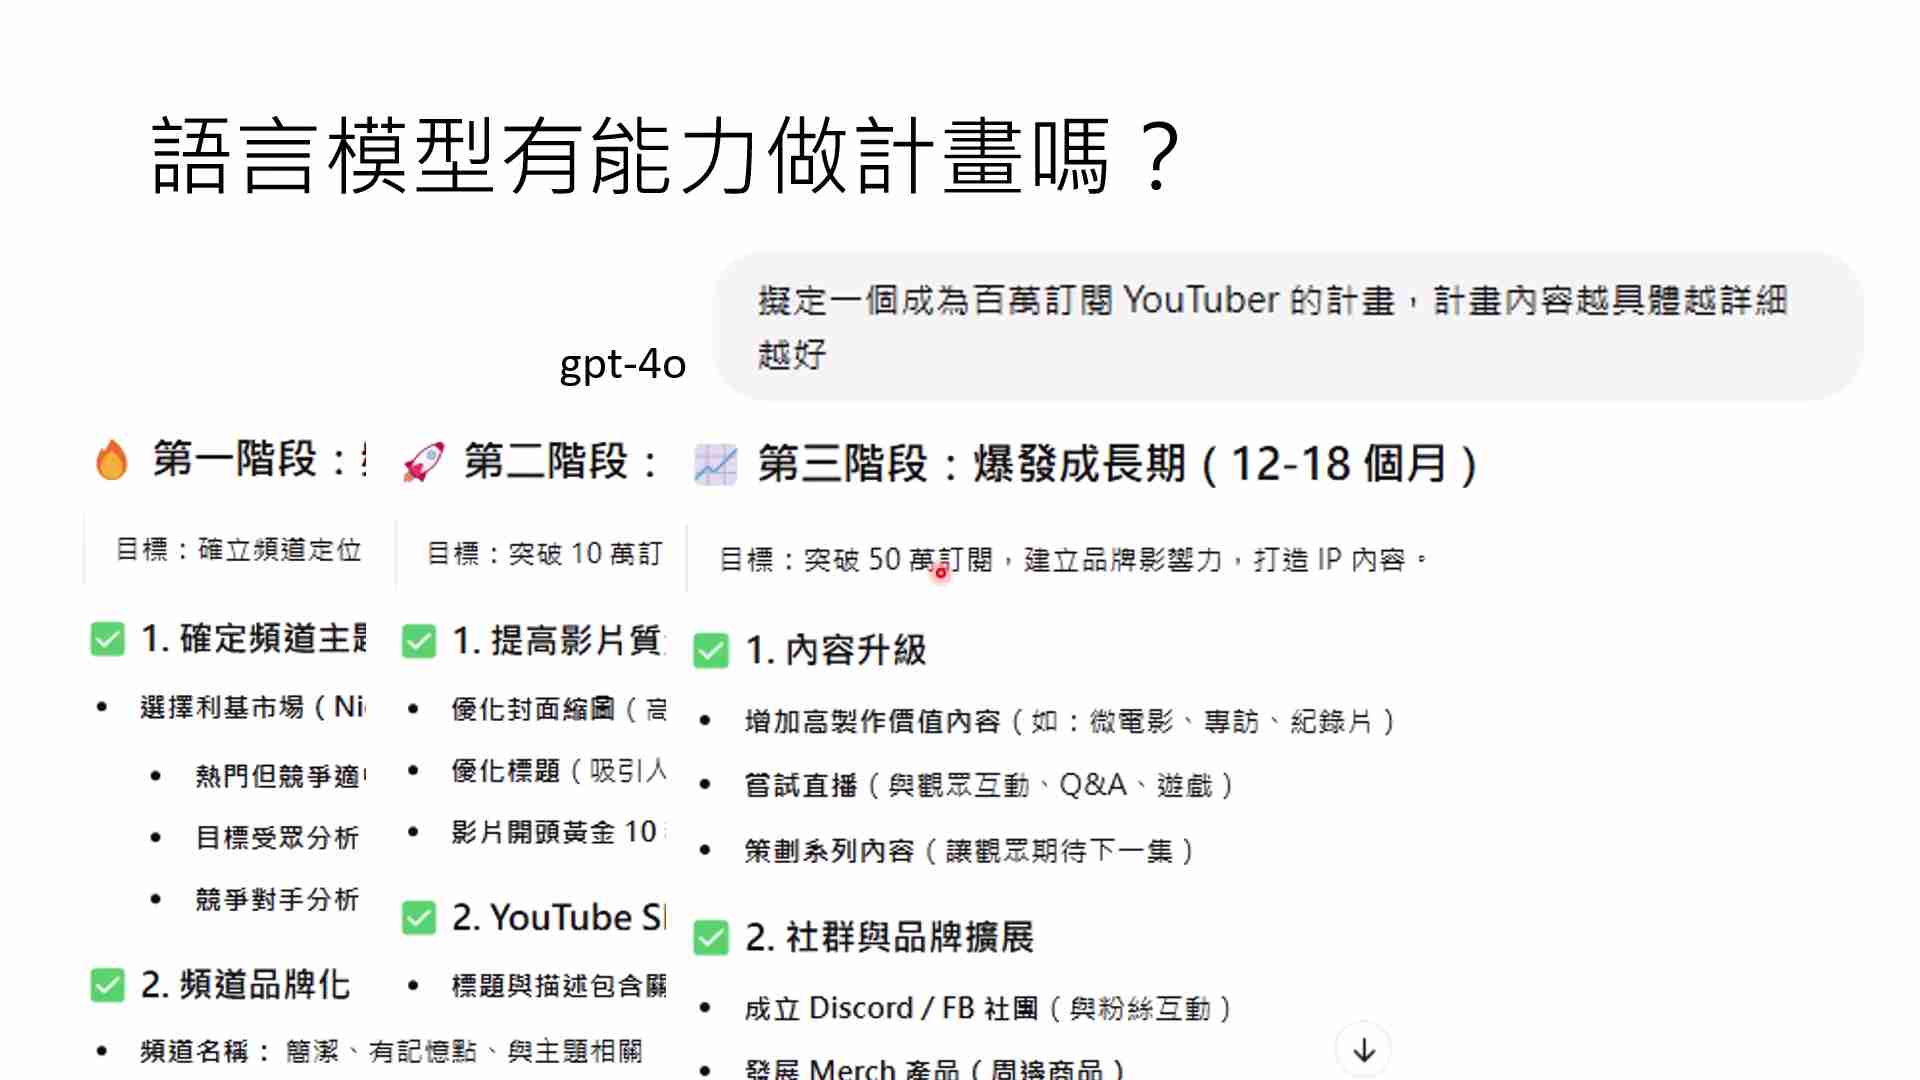 語言模型有能力做計畫嗎？
擬定一個成為百萬訂閱 YouTuber 的計畫，計畫內容越具體越詳細
越好
gpt-4o
第一階段：
目標：確立頻道定位
1. 確定頻道主題
選擇利基市場（Ni
熱門但競爭適
目標受眾分析
競爭對手分析
2. 頻道品牌化
頻道名稱：簡潔、有記憶點、與主題相關
第二階段：
目標：突破 10 萬訂
1. 提高影片質
優化封面縮圖（高
優化標題（吸引人
影片開頭黃金 10
2. YouTube S
標題與描述包含關
第三階段：爆發成長期（12-18 個月）
目標：突破 50 萬訂閱，建立品牌影響力，打造 IP 內容。
1. 內容升級
增加高製作價值內容（如：微電影、專訪、紀錄片）
嘗試直播（與觀眾互動、Q&A、遊戲）
策劃系列內容（讓觀眾期待下一集）
2. 社群與品牌擴展
成立 Discord / FB 社團（與粉絲互動）
發展 Merch 產品（周邊商品）